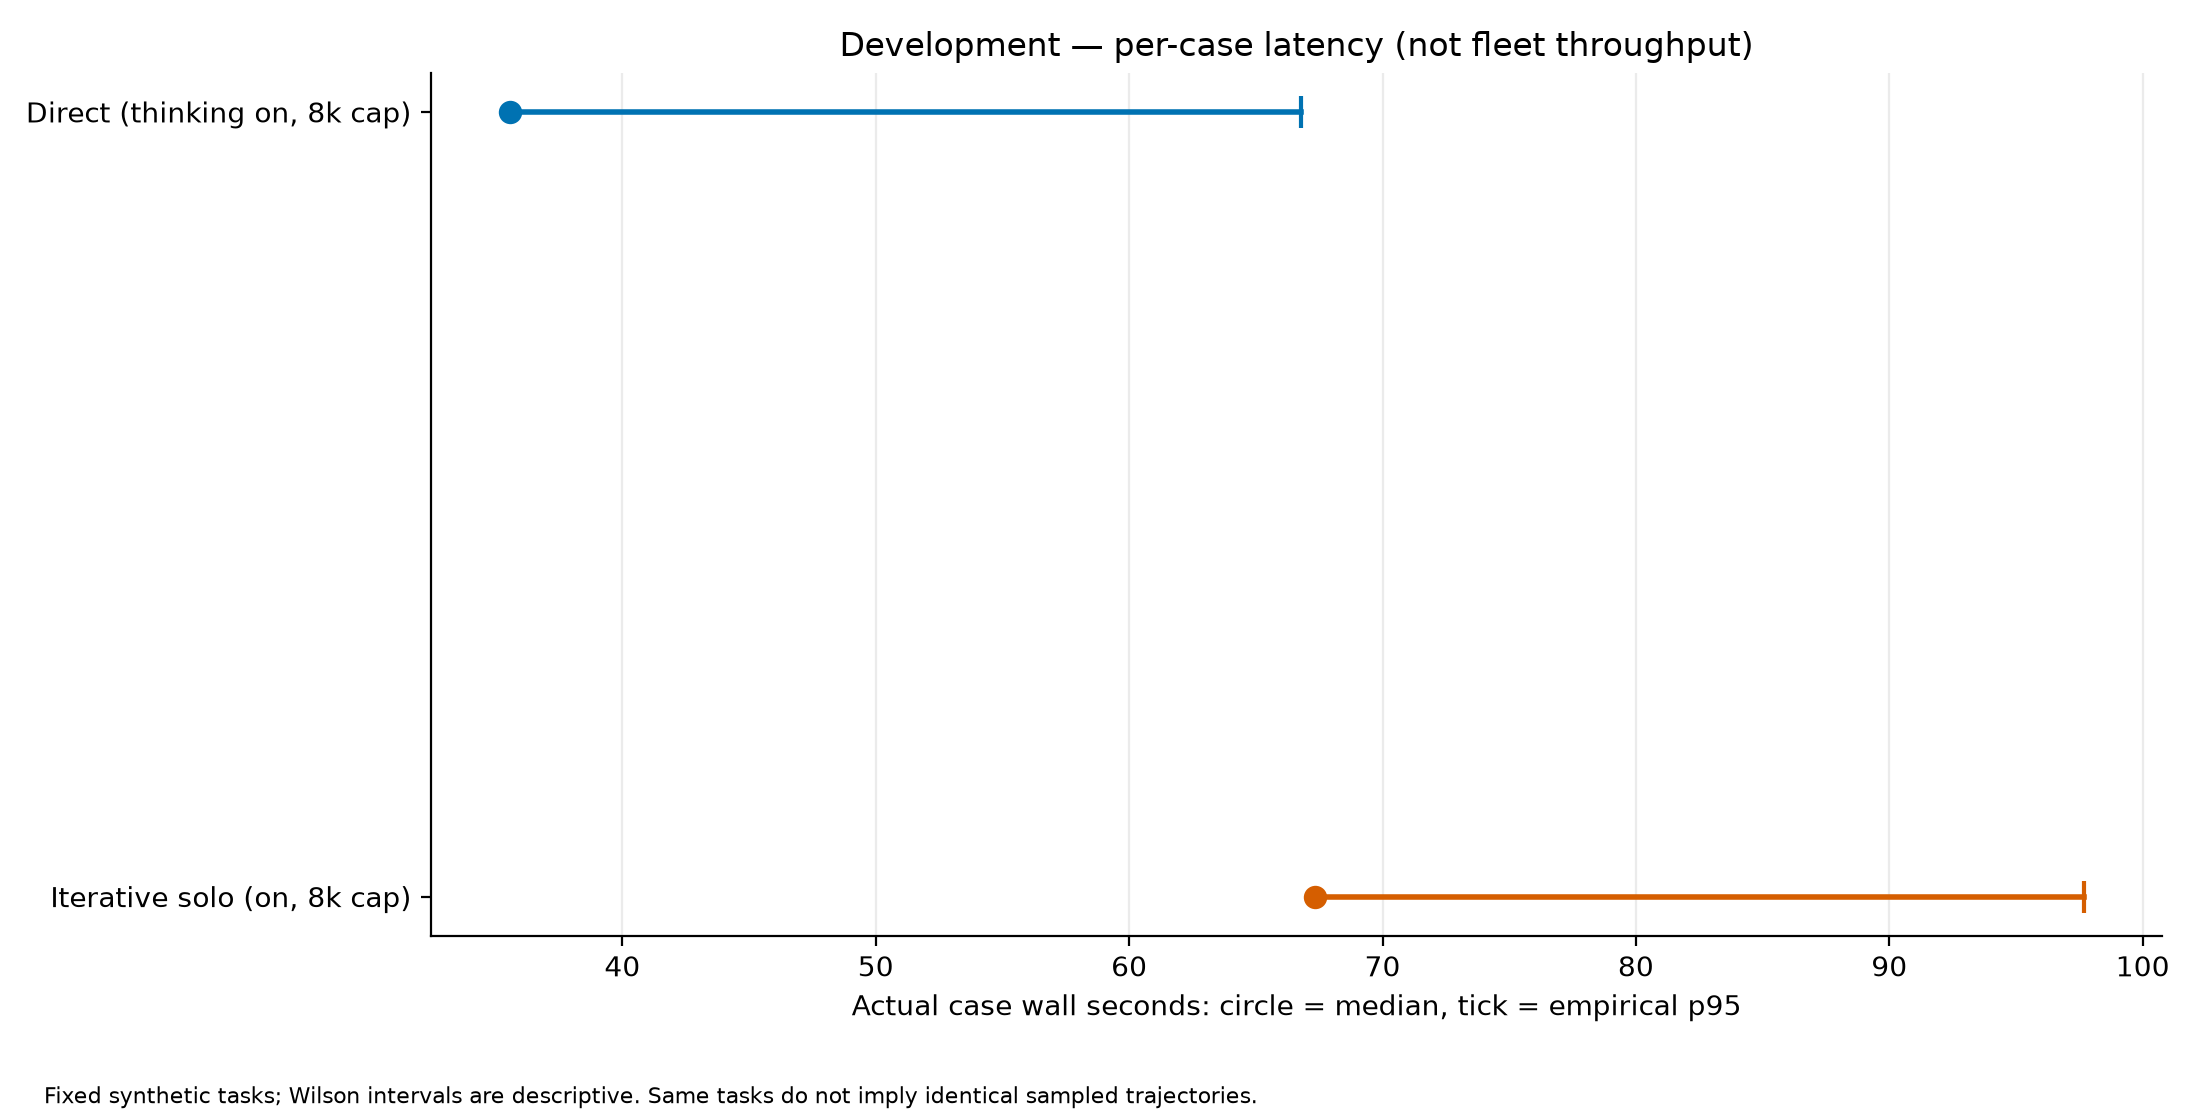 Development — per-case latency (not fleet throughput)
Direct (thinking on, 8k cap)
Iterative solo (on, 8k cap)
40 50 60 70 80 90 100
Actual case wall seconds: circle = median, tick = empirical p95
Fixed synthetic tasks; Wilson intervals are descriptive. Same tasks do not imply identical sampled trajectories.